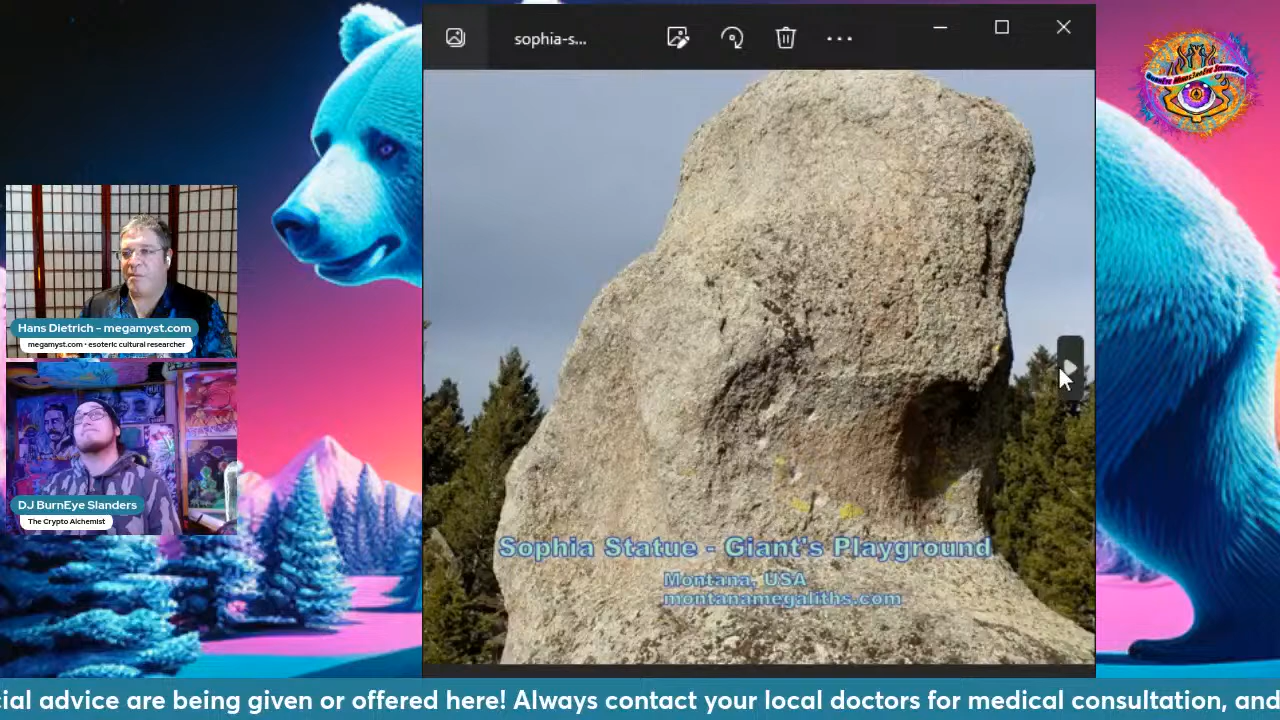 sophia-s...
Hans Dietrich - megamyst.com
megamyst.com • esoteric cultural researcher
DJ BurnEye Slanders
The Crypto Alchemist
Sophia Statue - Giant's Playground
Montana, USA
montanamegaliths.com
cial advice are being given or offered here! Always contact your local doctors for medical consultation, and